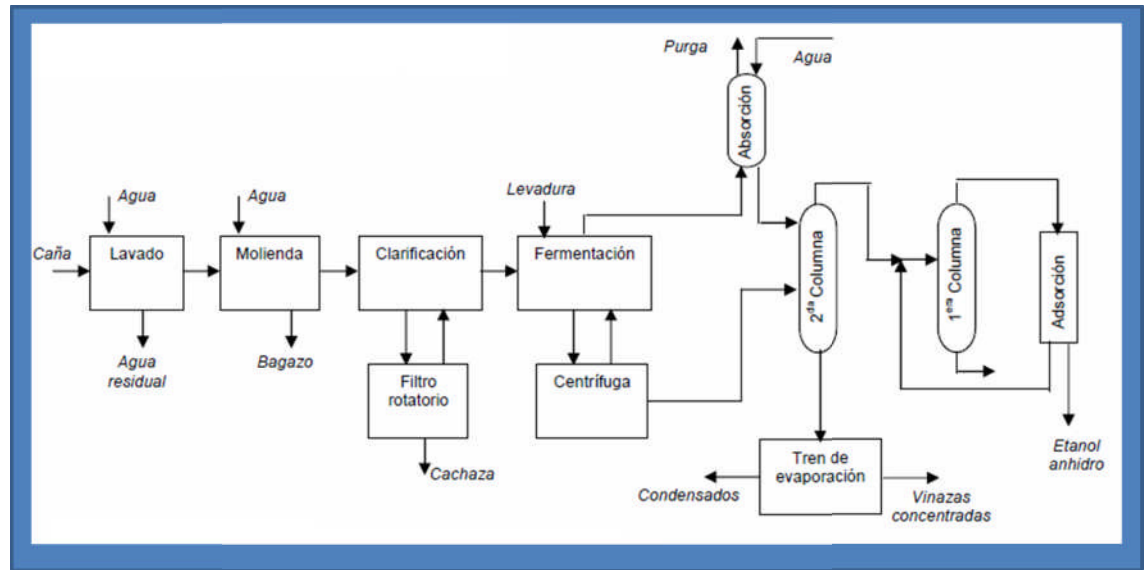 Purga
Agua
Absorción
Agua
Agua
Levadura
Caña
Lavado
Molienda
Clarificación
Fermentación
2da Columna
1era Columna
Adsorción
Agua
residual
Bagazo
Filtro
rotatorio
Centrífuga
Cachaza
Tren de
evaporación
Etanol
anhidro
Condensados
Vinazas
concentradas